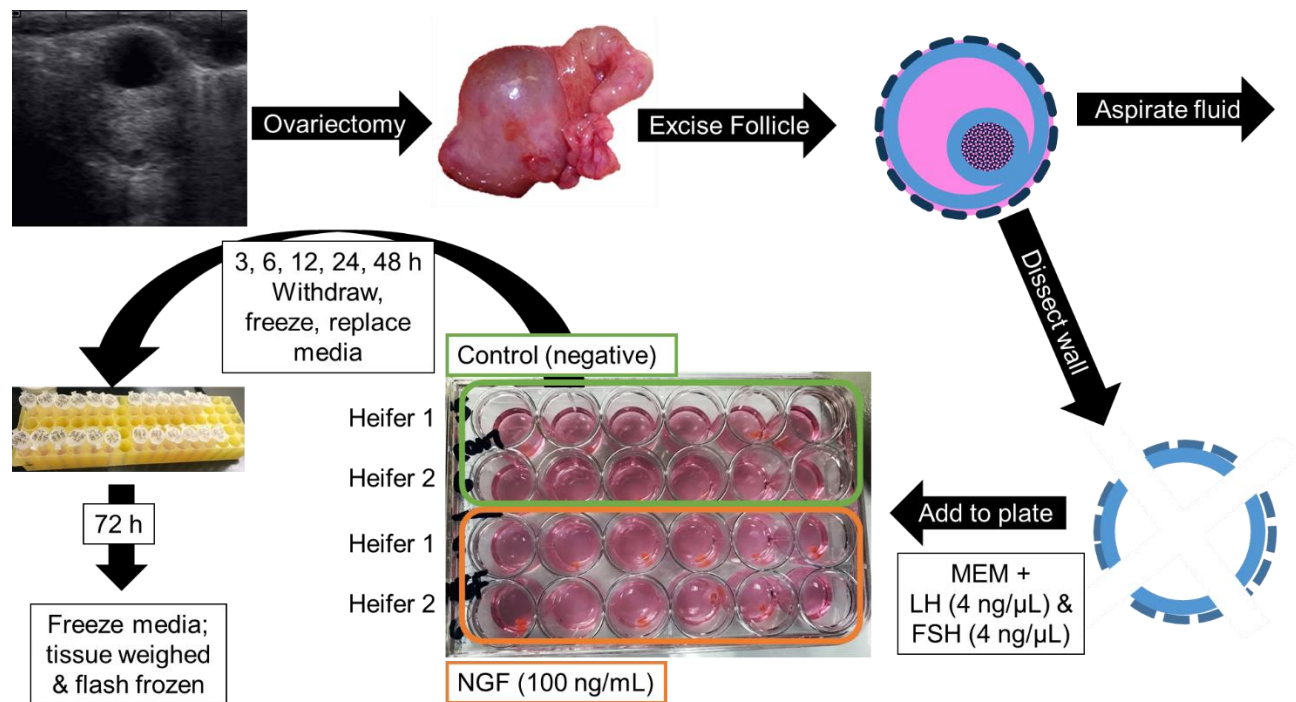 Ovariectomy
Excise Follicle
Aspirate fluid
Dissect wall
3, 6, 12, 24, 48 h
Withdraw,
freeze, replace
media
Control (negative)
Heifer 1
Heifer 2
Heifer 1
Heifer 2
NGF (100 ng/mL)
Add to plate
MEM +
LH (4 ng/µL) &
FSH (4 ng/µL)
72 h
Freeze media;
tissue weighed
& flash frozen